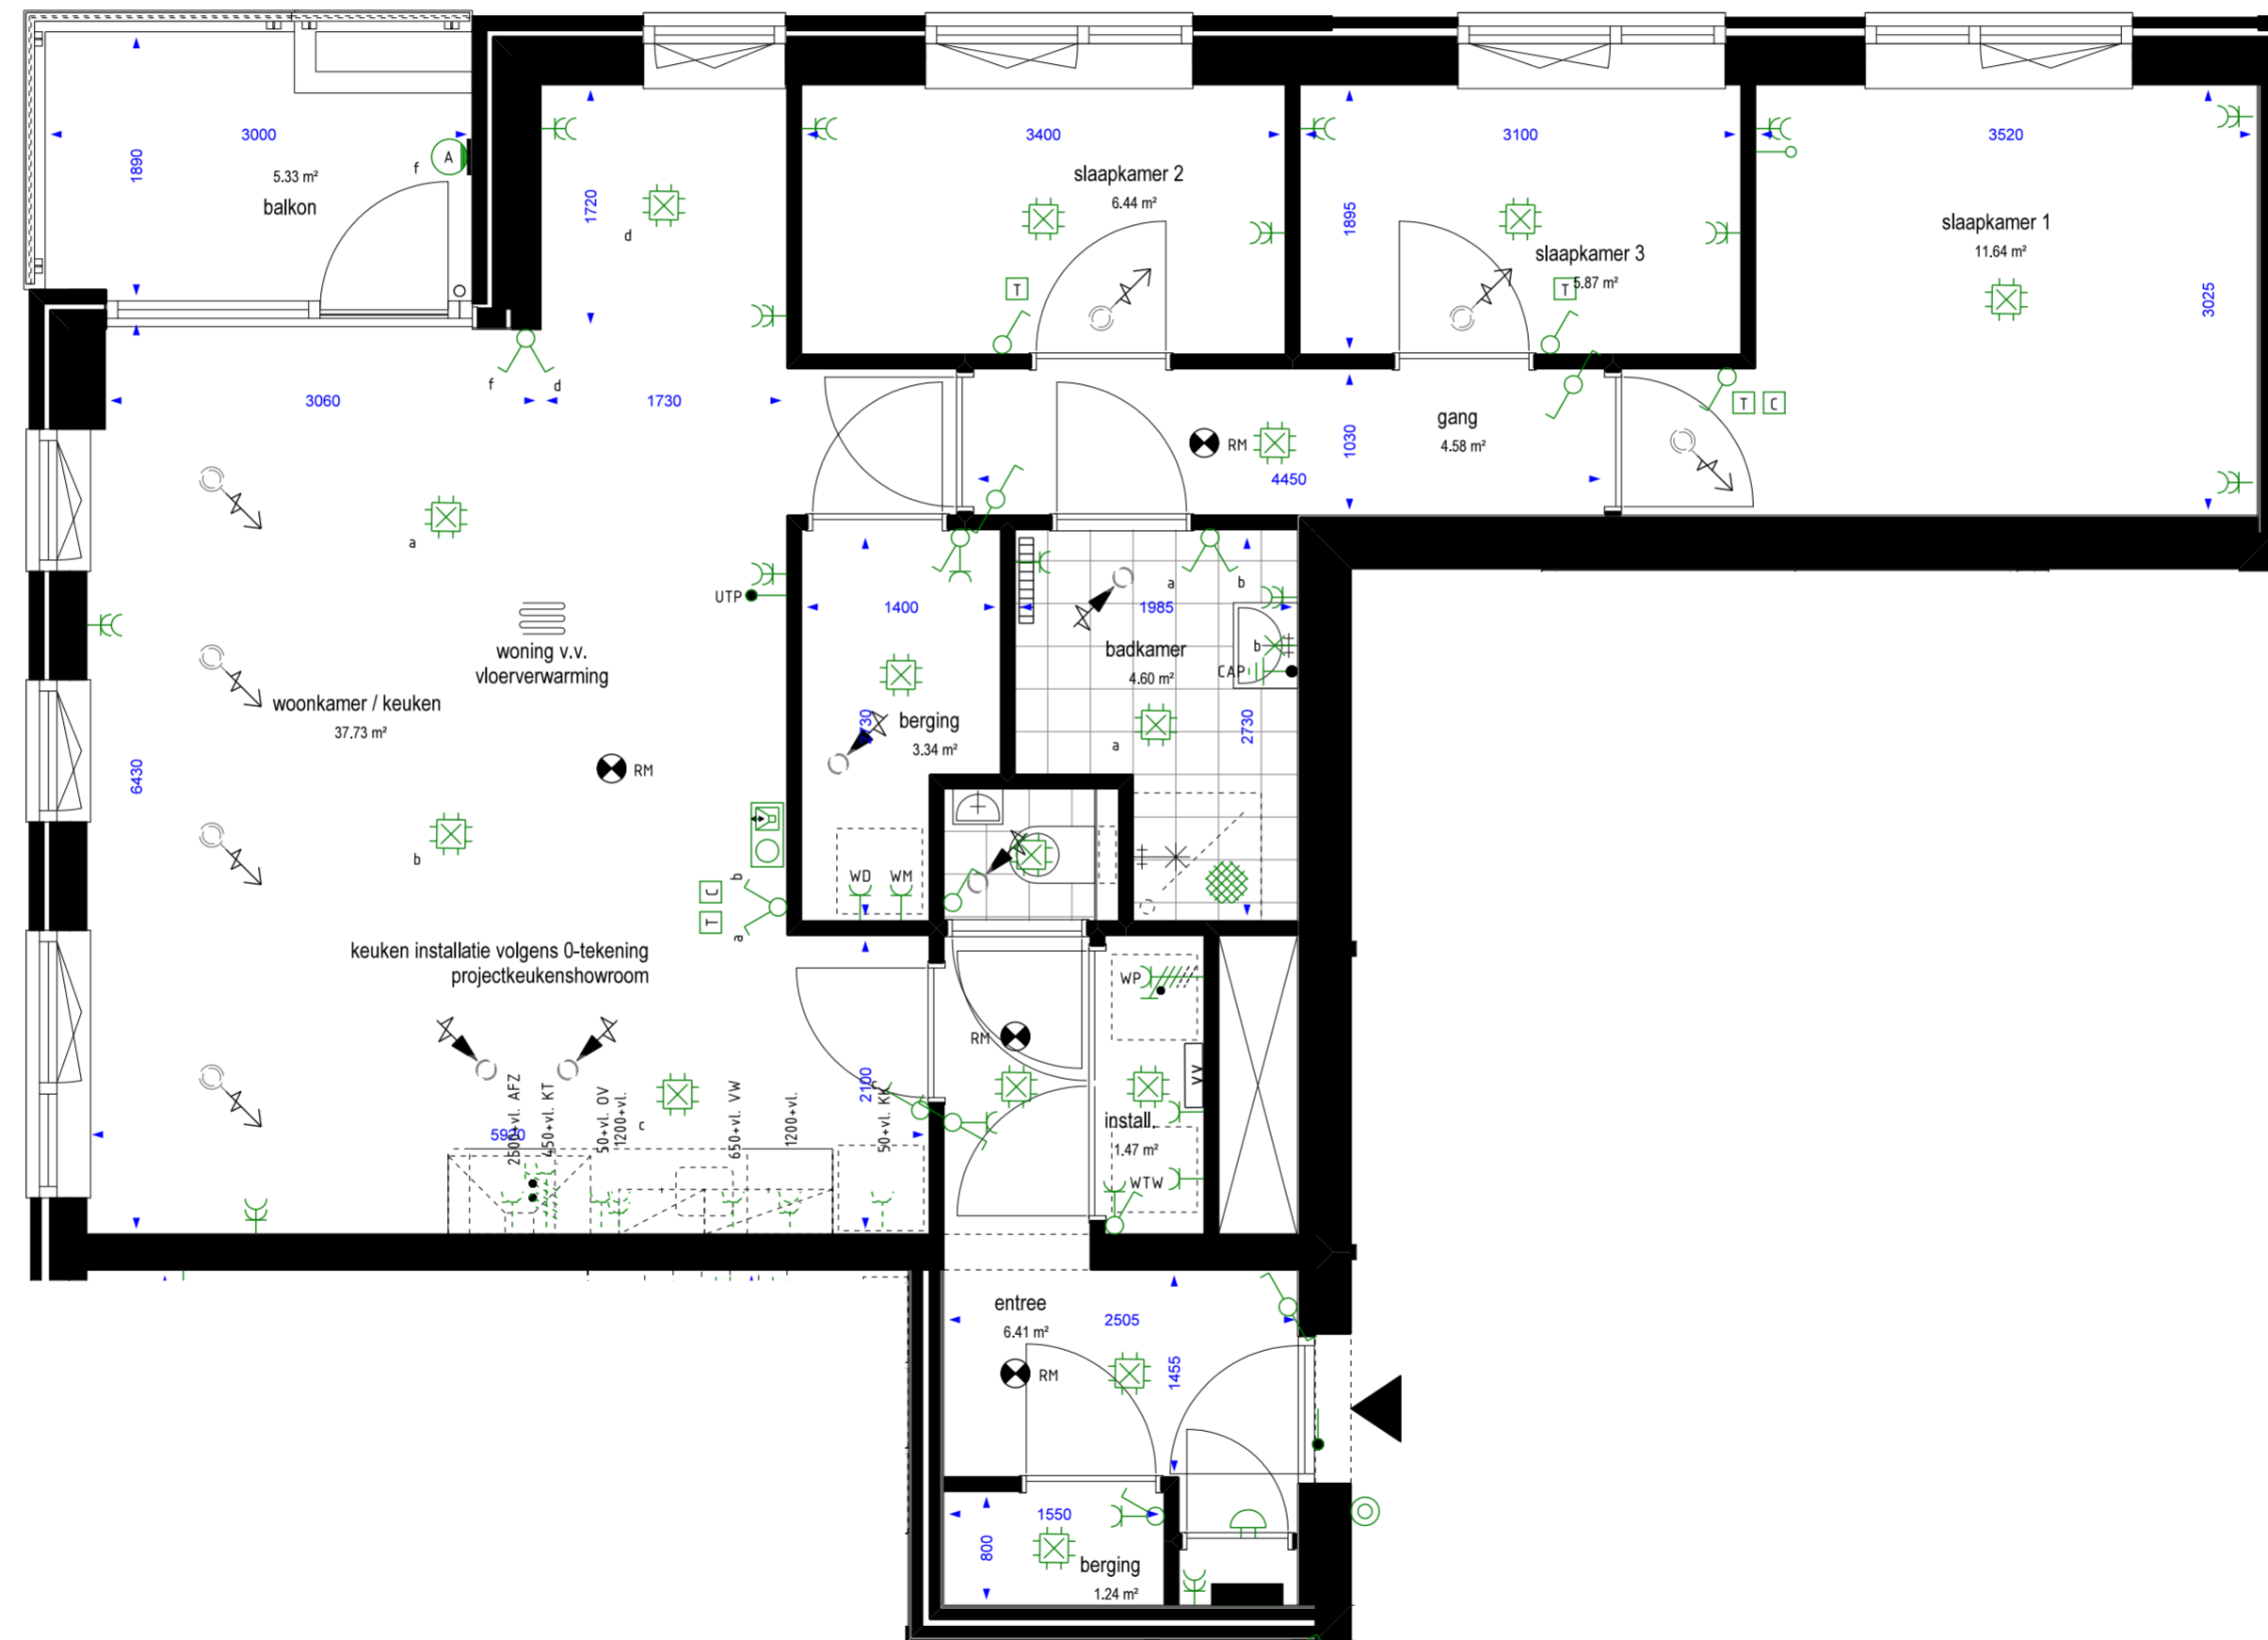 3000
1890
5.33 m²
balkon
A
f
1720
d
3400
slaapkamer 2
6.44 m²
T
3100
1895
slaapkamer 3
5.87 m²
T
3520
slaapkamer 1
11.64 m²
3025
f
d
3060
1730
RM
gang
4.58 m²
1030
4450
T
C
a
UTP
woning v.v.
vloerverwarming
woonkamer / keuken
37.73 m²
6430
RM
b
1400
berging
3.34 m²
WD
WM
a
b
1985
badkamer
4.60 m²
b
CAP
2730
a
C
T
b
a
keuken installatie volgens 0-tekening
projectkeukenshowroom
2100
c
5920
2500+vl. AFZ
450+vl. KT
50+vl. OV
1200+vl.
c
650+vl. VW
1200+vl.
50+vl. KK
RM
WP
VV
install.
1.47 m²
WTW
entree
6.41 m²
2505
1455
RM
1550
800
berging
1.24 m²